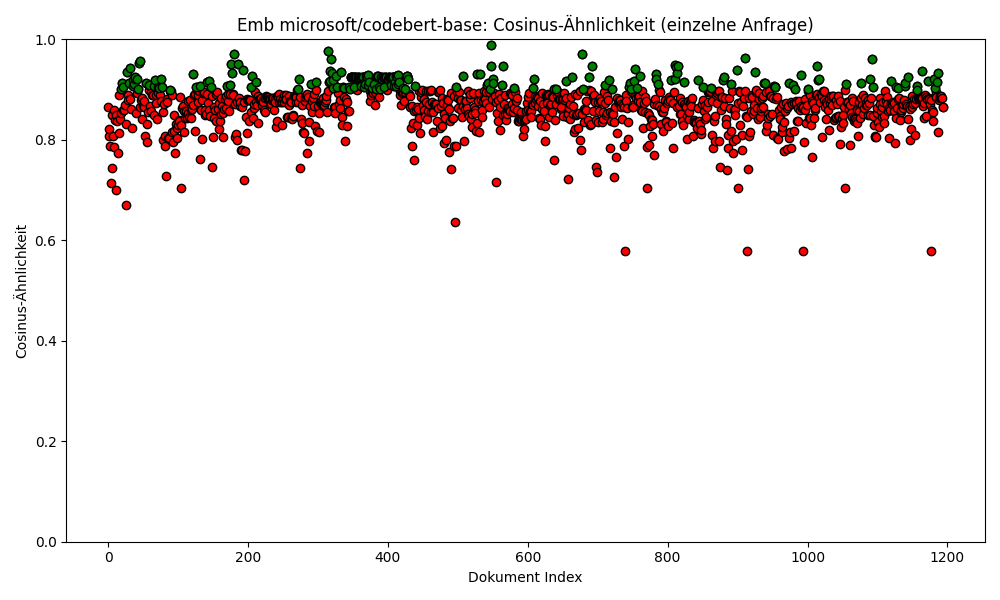 Emb microsoft/codebert-base: Cosinus-Ähnlichkeit (einzelne Anfrage)
1.0
0.8
0.6
0.4
0.2
0.0
Cosinus-Ähnlichkeit
0 200 400 600 800 1000 1200
Dokument Index